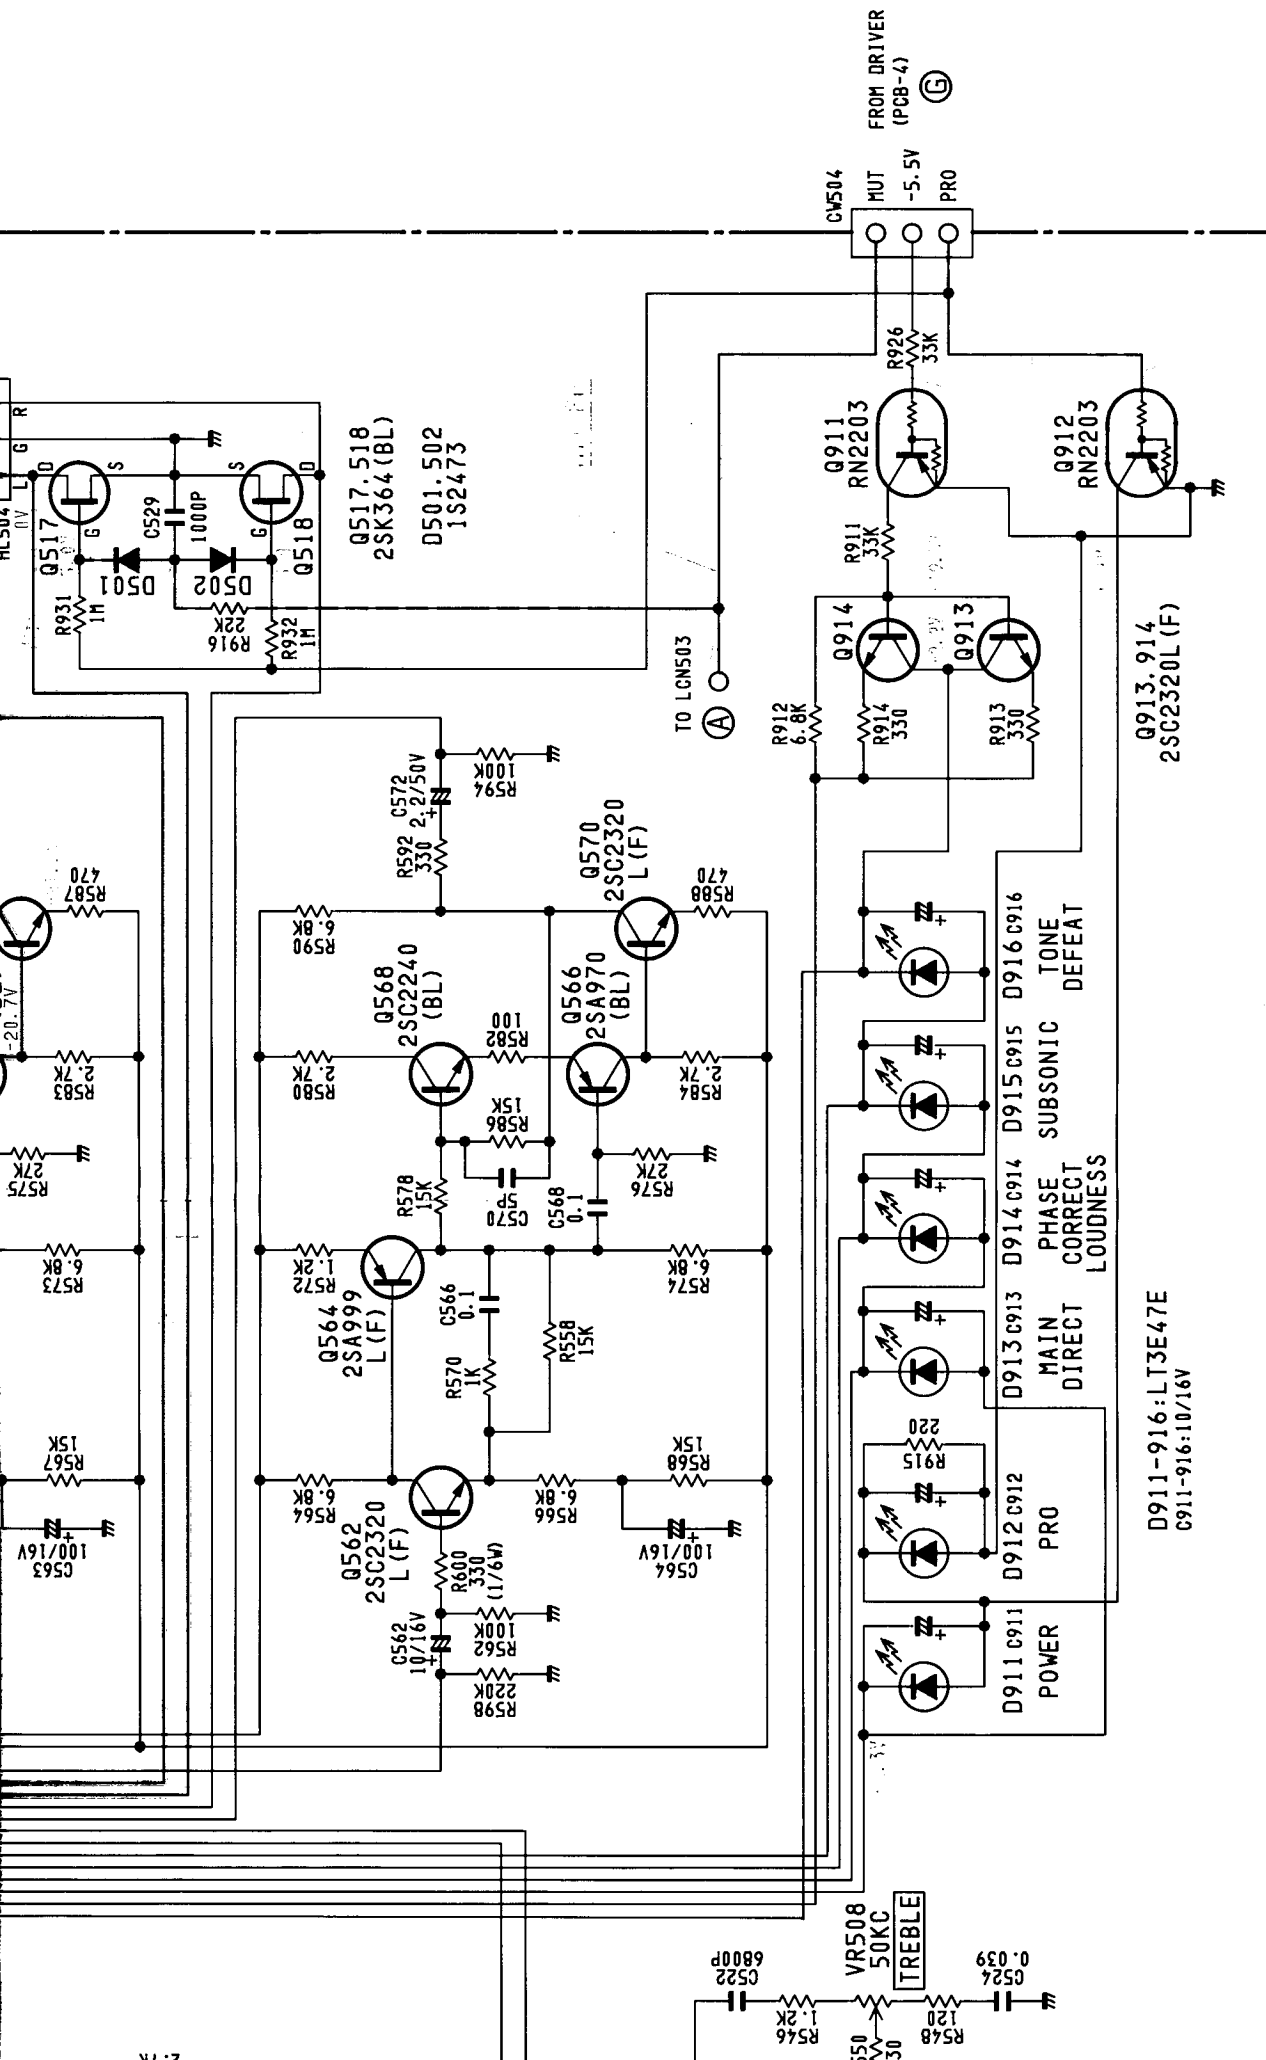 FROM DRIVER
(PCB-4)
G
CW504
MUT
-5.5V
PRO
R926
33K
Q911
RN2203
Q912
RN2203
R911
33K
Q914
Q913
Q913.914
2SC2320L(F)
R912
6.8K
R914
330
R913
330
TO LCN503
A
R
G
L
HL504
0V
D
S
G
Q517
C529
1000P
S
D
G
Q518
Q517.518
2SK364(BL)
D501.502
1S2473
D501
D502
R931
1M
22K
R916
R932
1M
470
R587
-20.7V
2.7K
R583
27K
R575
6.8K
R573
15K
R567
100/16V
C563
C572
2.2/50V
+
100K
R594
R592
330
6.8K
R590
Q570
2SC2320
L(F)
470
R588
Q568
2SC2240
(BL)
Q566
2SA970
(BL)
100
R582
2.7K
R580
2.7K
R584
15K
R586
R578
15K
5P
C570
C568
0.1
27K
R576
1.2K
R572
Q564
2SA999
L(F)
C566
0.1
R570
1K
R558
15K
6.8K
R574
6.8K
R564
Q562
2SC2320
L(F)
6.8K
R566
15K
R568
100/16V
C564
R600
330
(1/6W)
C562
10/16V
+
100K
R562
220K
R598
D916 C916
TONE
DEFEAT
D915 C915
SUBSONIC
D914 C914
PHASE
CORRECT
LOUDNESS
D913 C913
MAIN
DIRECT
220
R915
D912 C912
PRO
D911 C911
POWER
D911-916:LT3E47E
C911-916:10/16V
VR508
50KC
TREBLE
6800P
C522
1.2K
R546
120
R548
0.039
C524
2.7K